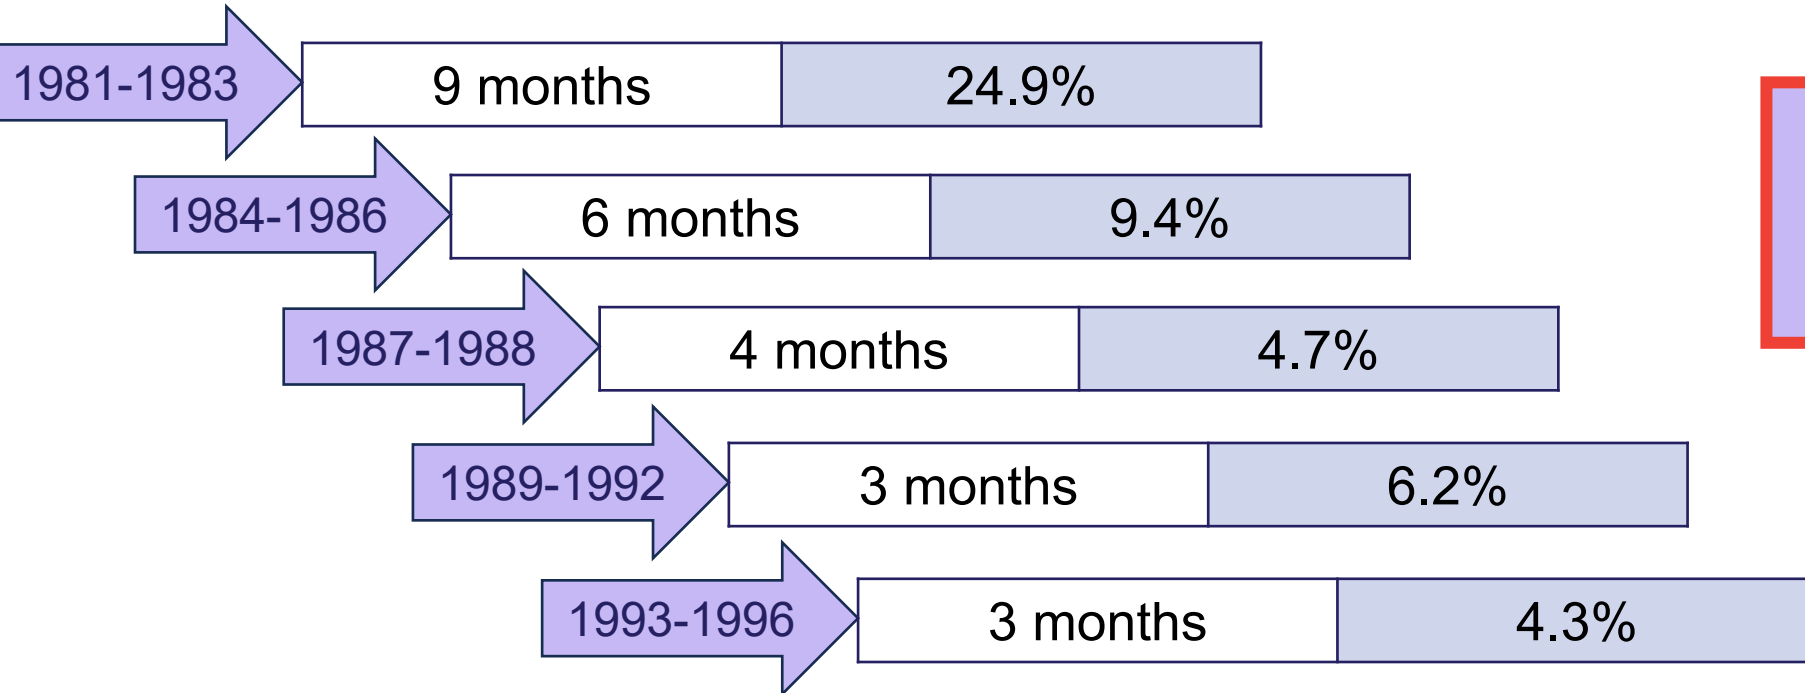 1981-1983 9 months 24.9%
1984-1986 6 months 9.4%
1987-1988 4 months 4.7%
1989-1992 3 months 6.2%
1993-1996 3 months 4.3%